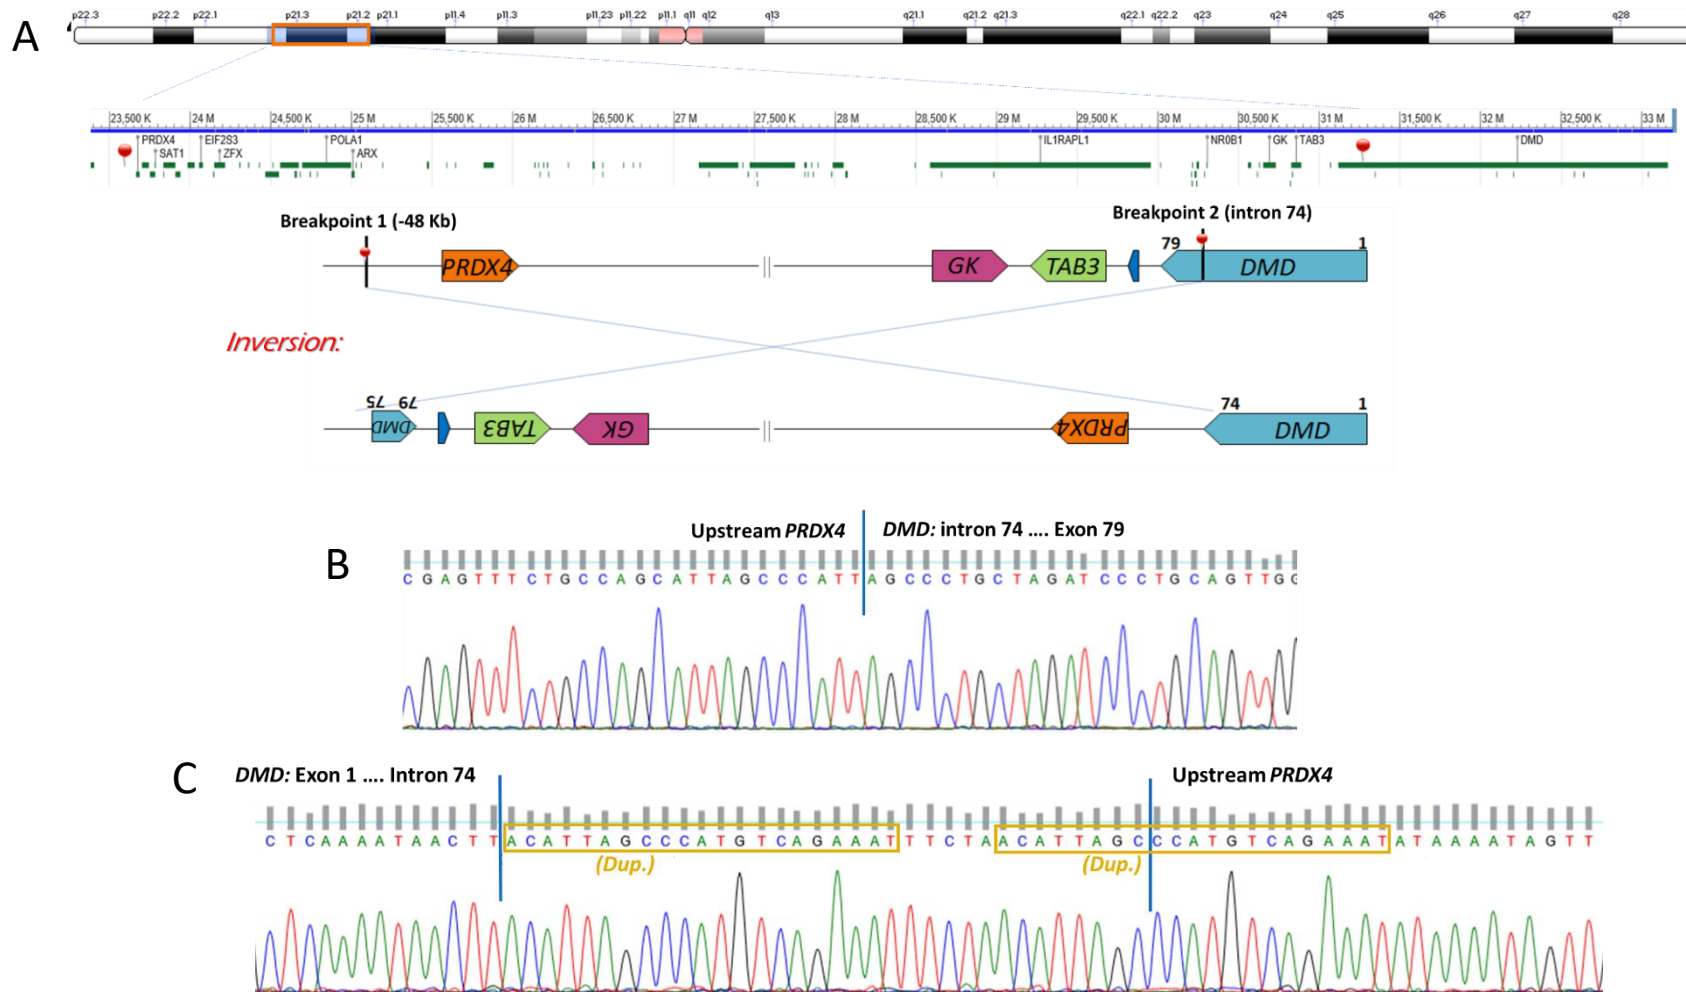 A
p22.3 p22.2 p22.1 p21.3 p21.2 p21.1 p11.4 p11.3 p11.23 p11.22 p11.1 q11 q12 q13 q21.1 q21.2 q21.3 q22.1 q22.2 q23 q24 q25 q26 q27 q28
23,500 K 24 M 24,500 K 25 M 25,500 K 26 M 26,500 K 27 M 27,500 K 28 M 28,500 K 29 M 29,500 K 30 M 30,500 K 31 M 31,500 K 32 M 32,500 K 33 M
PRDX4 EIF2S3 POLA1 IL1RAPL1 NR0B1 GK TAB3 DMD
SAT1 ZFX ARX
Breakpoint 1 (-48 Kb) Breakpoint 2 (intron 74)
79 1
PRDX4 GK TAB3 DMD
Inversion:
75 79 74 1
DMD TAB3 GK PRDX4 DMD
B
Upstream PRDX4 DMD: intron 74 .... Exon 79
CGAGTTTCTGCCAGCATTAGCCCATTAGCCCTGCTAGATCCCTGCAGTTGG
C
DMD: Exon 1 .... Intron 74 Upstream PRDX4
CTCAAAATAACTTACATTAGCCCATGTCAGAAATTTCTAACATTAGCCCATGTCAGAAATATAAAATAGTT
(Dup.) (Dup.)